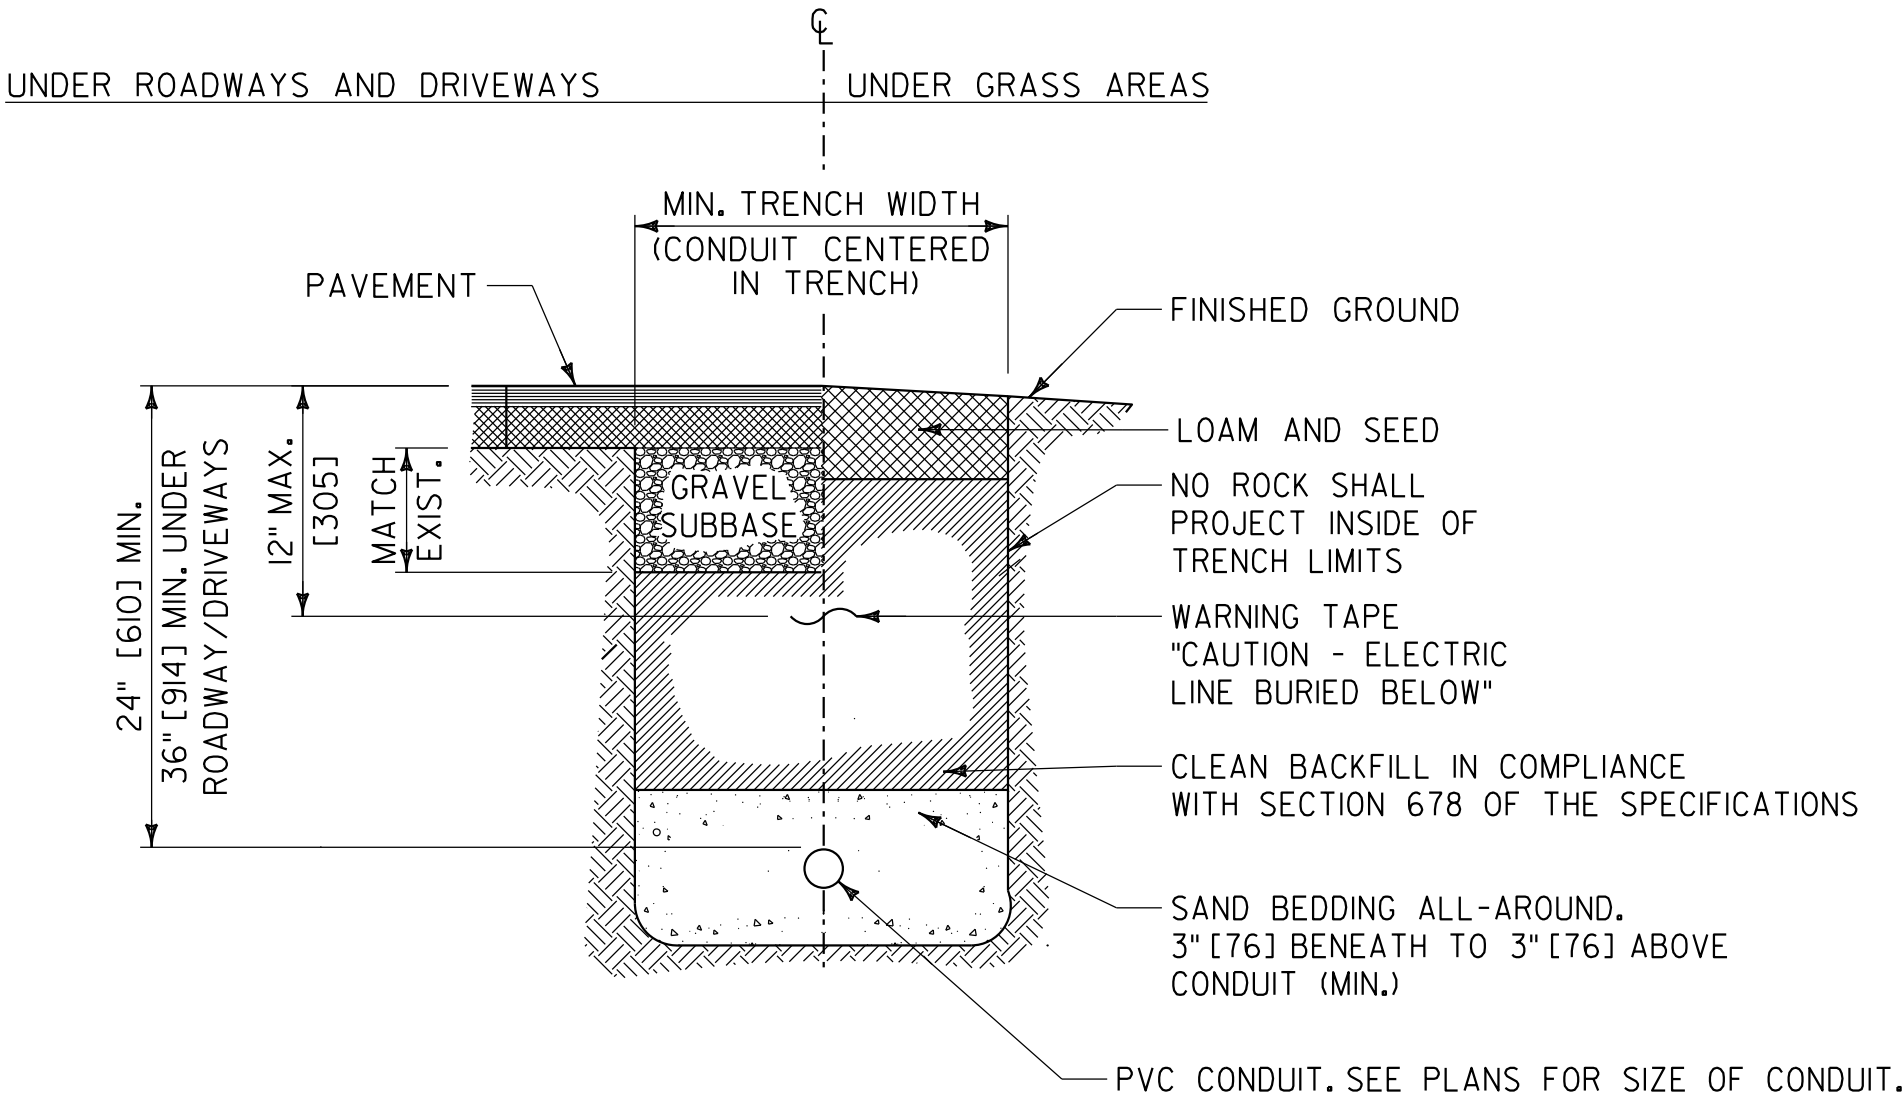 ℄
UNDER ROADWAYS AND DRIVEWAYS
UNDER GRASS AREAS
MIN. TRENCH WIDTH
(CONDUIT CENTERED
IN TRENCH)
PAVEMENT
FINISHED GROUND
24" [610] MIN.
36" [914] MIN. UNDER
ROADWAY/DRIVEWAYS
12" MAX.
[305]
MATCH
EXIST.
GRAVEL
SUBBASE
LOAM AND SEED
NO ROCK SHALL
PROJECT INSIDE OF
TRENCH LIMITS
WARNING TAPE
"CAUTION - ELECTRIC
LINE BURIED BELOW"
CLEAN BACKFILL IN COMPLIANCE
WITH SECTION 678 OF THE SPECIFICATIONS
SAND BEDDING ALL-AROUND.
3" [76] BENEATH TO 3" [76] ABOVE
CONDUIT (MIN.)
PVC CONDUIT. SEE PLANS FOR SIZE OF CONDUIT.